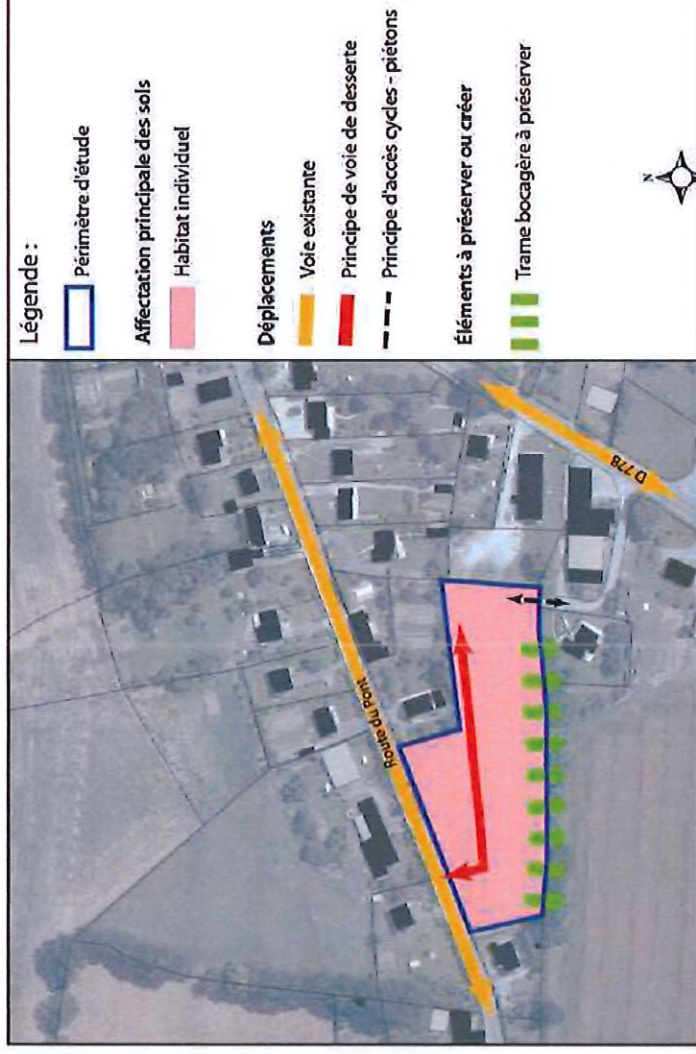 Légende :
Périmètre d'étude
Affectation principale des sols
Habitat individuel
Déplacements
Voie existante
Principe de voie de desserte
Principe d'accès cycles - piétons
Éléments à préserver ou créer
Trame bocagère à préserver
N
Route du Pont
D 778